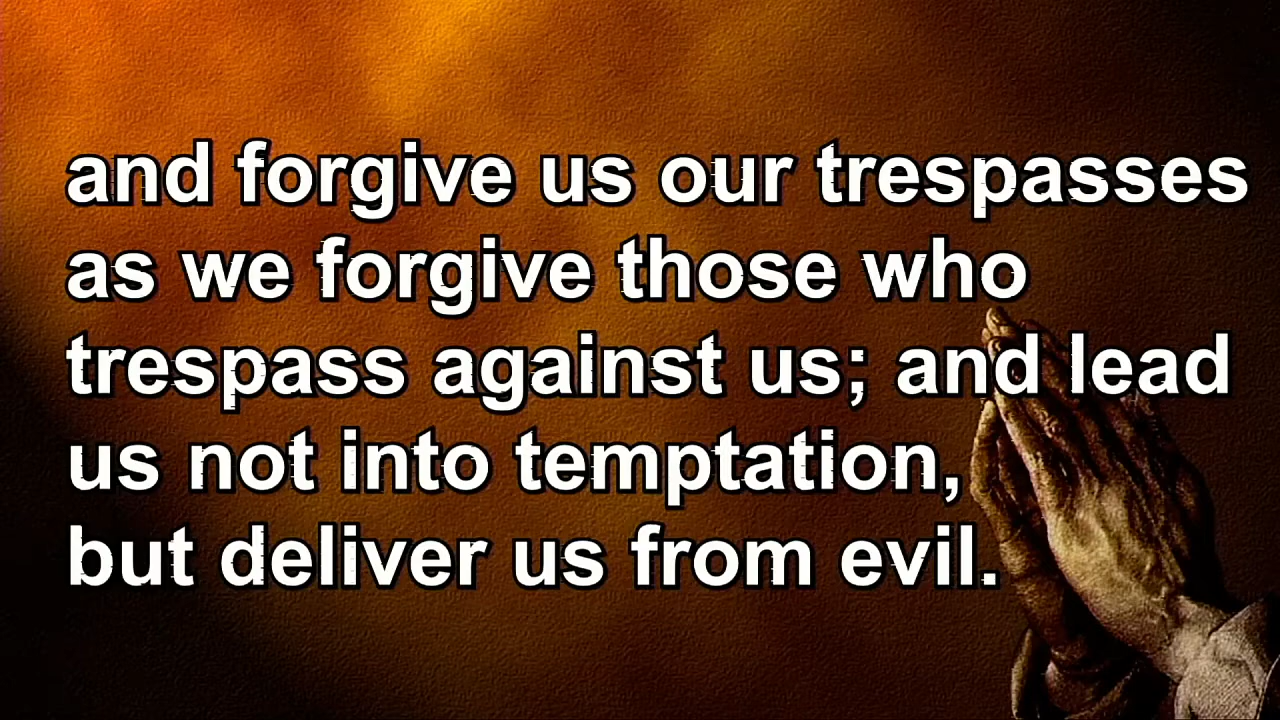 and forgive us our trespasses
as we forgive those who
trespass against us; and lead
us not into temptation,
but deliver us from evil.